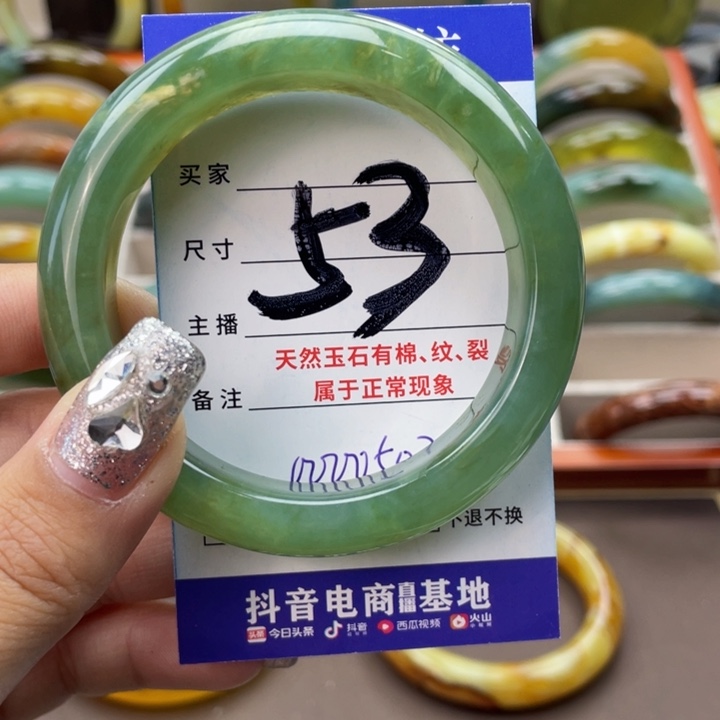 买家
尺寸 53
主播
天然玉石有棉、纹、裂
备注 属于正常现象
不退不换
抖音电商直播基地
头条 今日头条 抖音 西瓜视频 火山